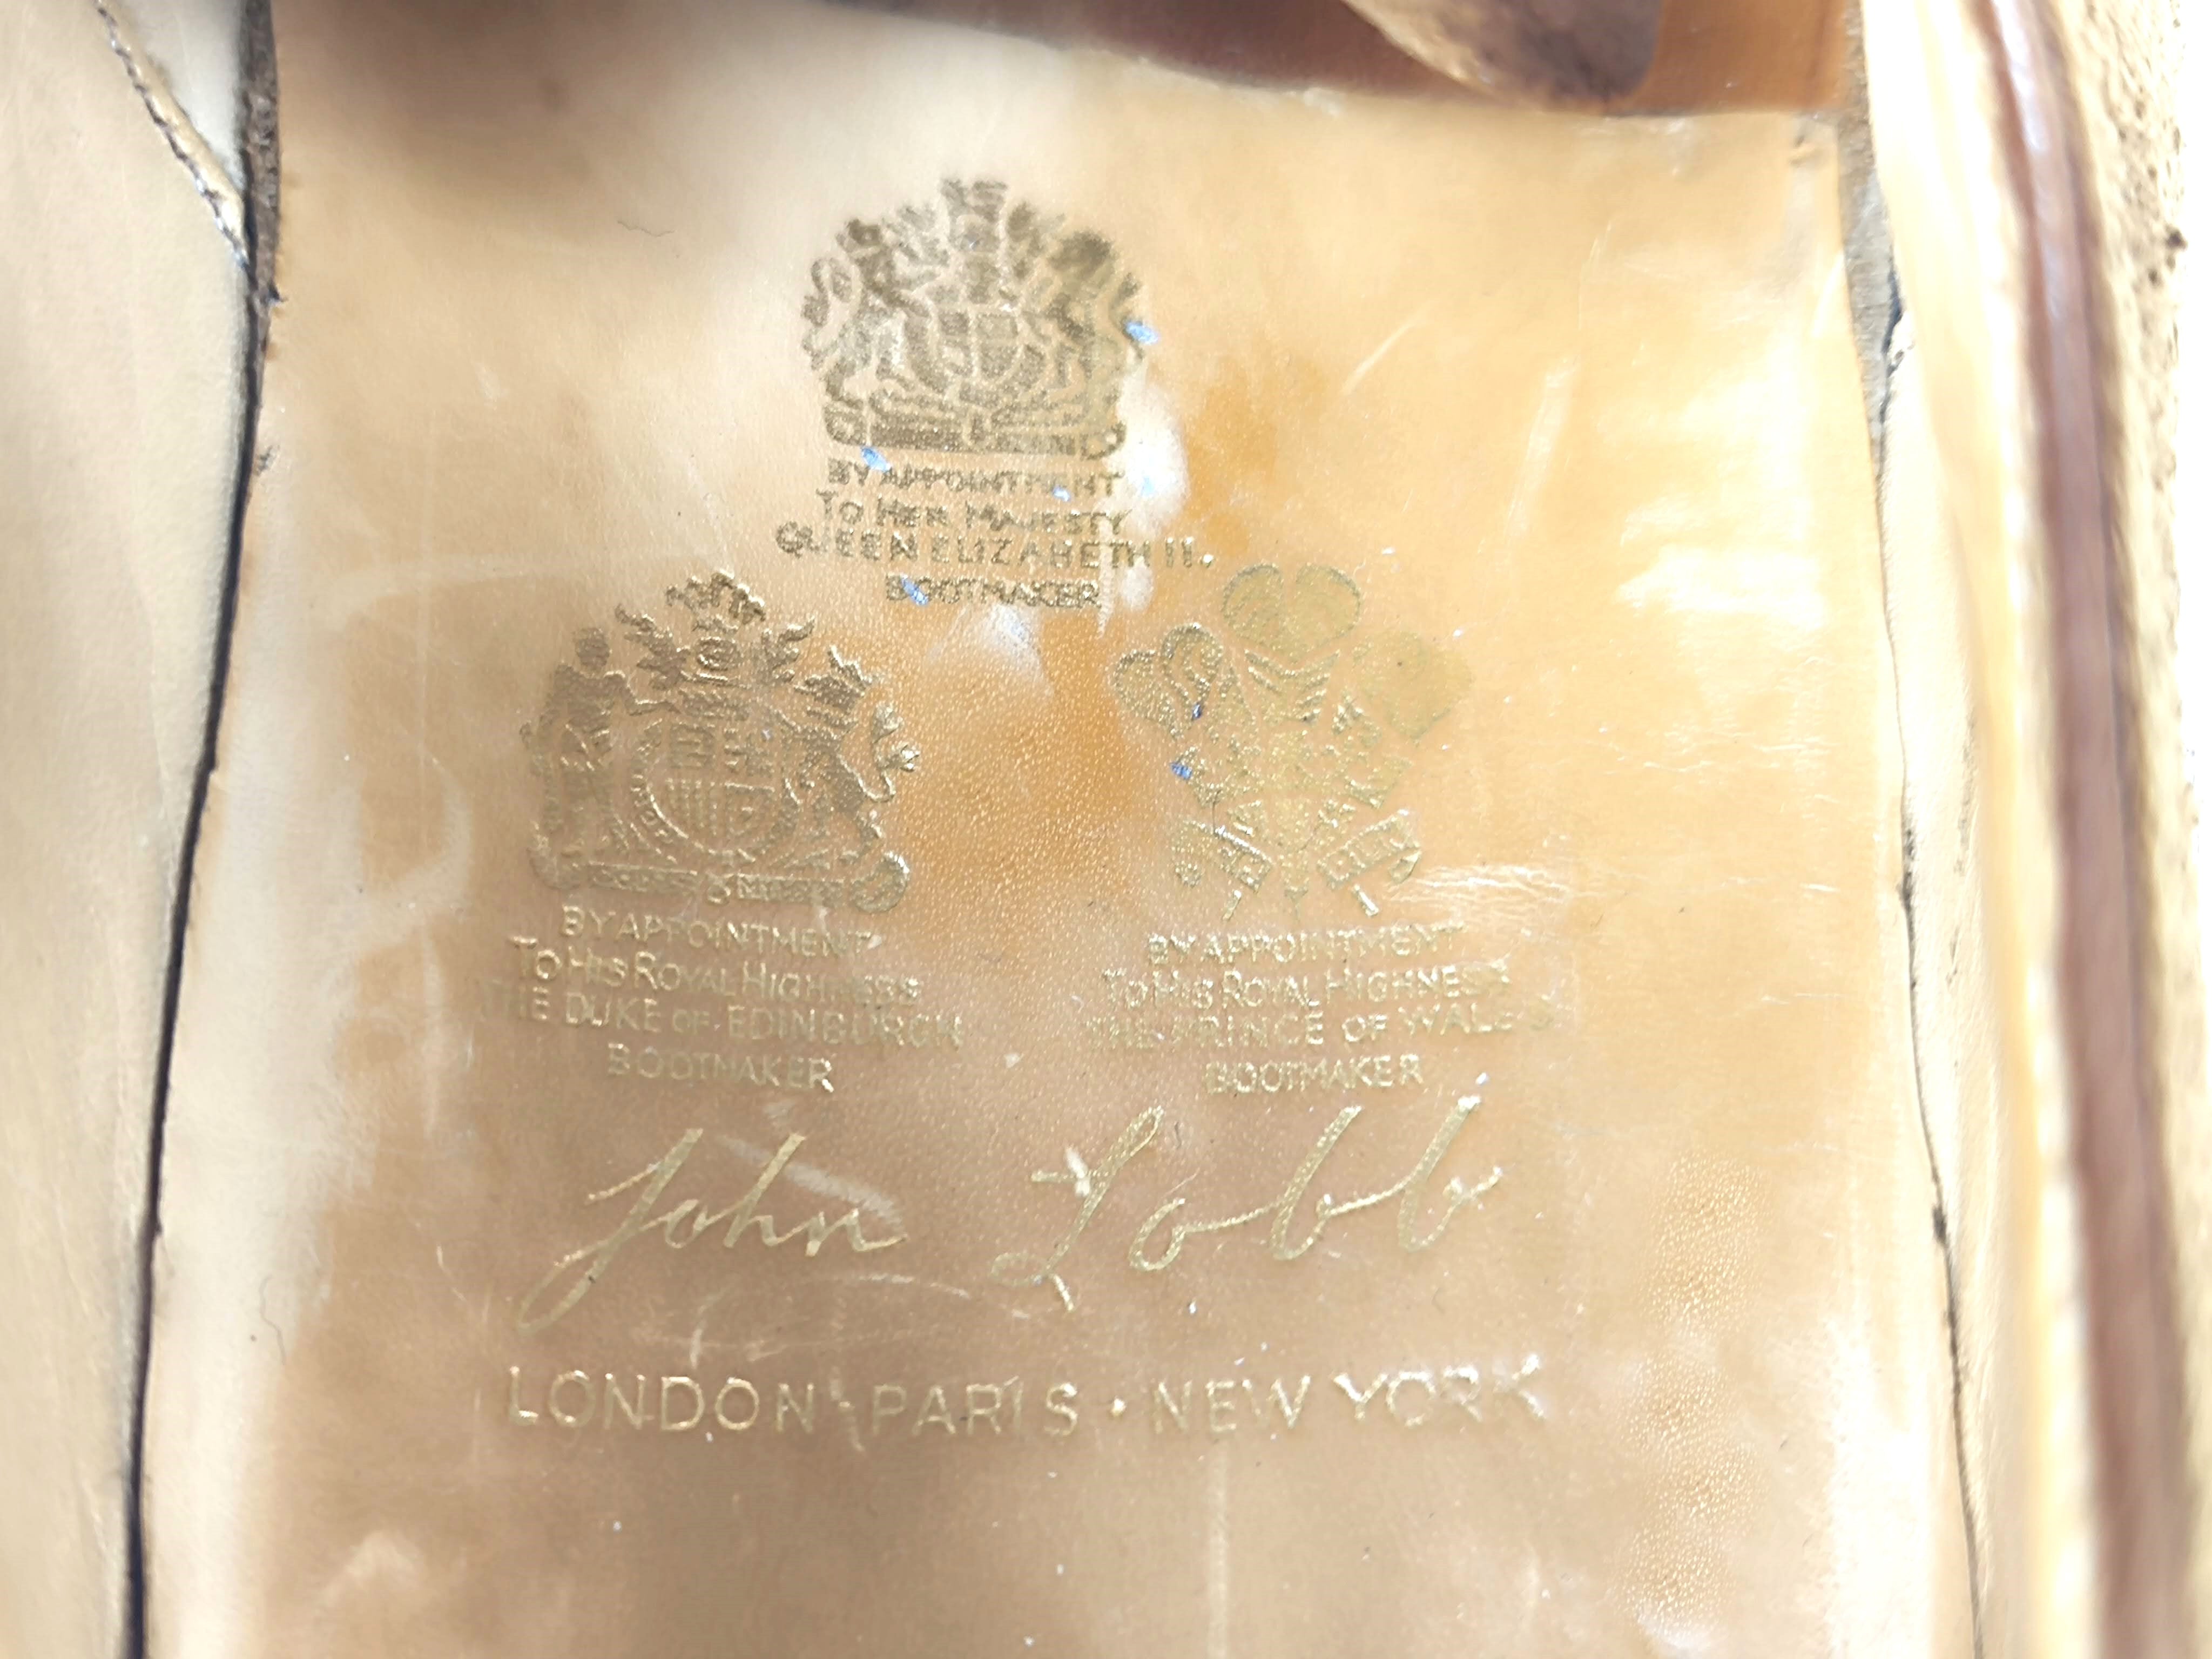 BY APPOINTMENT
TO HER MAJESTY
QUEEN ELIZABETH II.
BOOTMAKER
BY APPOINTMENT
TO HIS ROYAL HIGHNESS
THE DUKE OF EDINBURGH
BOOTMAKER
BY APPOINTMENT
TO HIS ROYAL HIGHNESS
THE PRINCE OF WALES
BOOTMAKER
John Lobb
LONDON · PARIS · NEW YORK